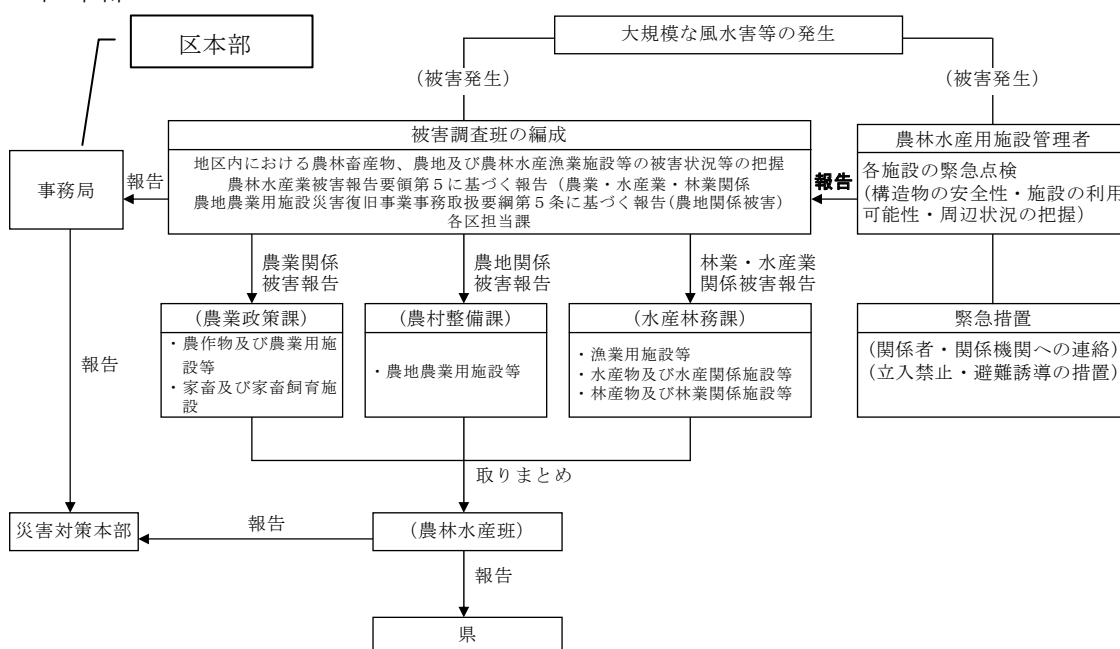 区本部
大規模な風水害等の発生
(被害発生)
(被害発生)
被害調査班の編成
地区内における農林畜産物、農地及び農林水産漁業施設等の被害状況等の把握
農林水産業被害報告要領第５に基づく報告(農業・水産業・林業関係
農地農業用施設災害復旧事業事務取扱要綱第５条に基づく報告(農地関係被害)
各区担当課
農林水産用施設管理者
各施設の緊急点検
(構造物の安全性・施設の利用
可能性・周辺状況の把握)
事務局
報告
報告
農業関係
被害報告
農地関係
被害報告
林業・水産業
関係被害報告
(農業政策課)
・農作物及び農業用施
設等
・家畜及び家畜飼育施
設
(農村整備課)
・農地農業用施設等
(水産林務課)
・漁業用施設等
・水産物及び水産関係施設等
・林産物及び林業関係施設等
緊急措置
(関係者・関係機関への連絡)
(立入禁止・避難誘導の措置)
報告
取りまとめ
災害対策本部
報告
(農林水産班)
報告
県